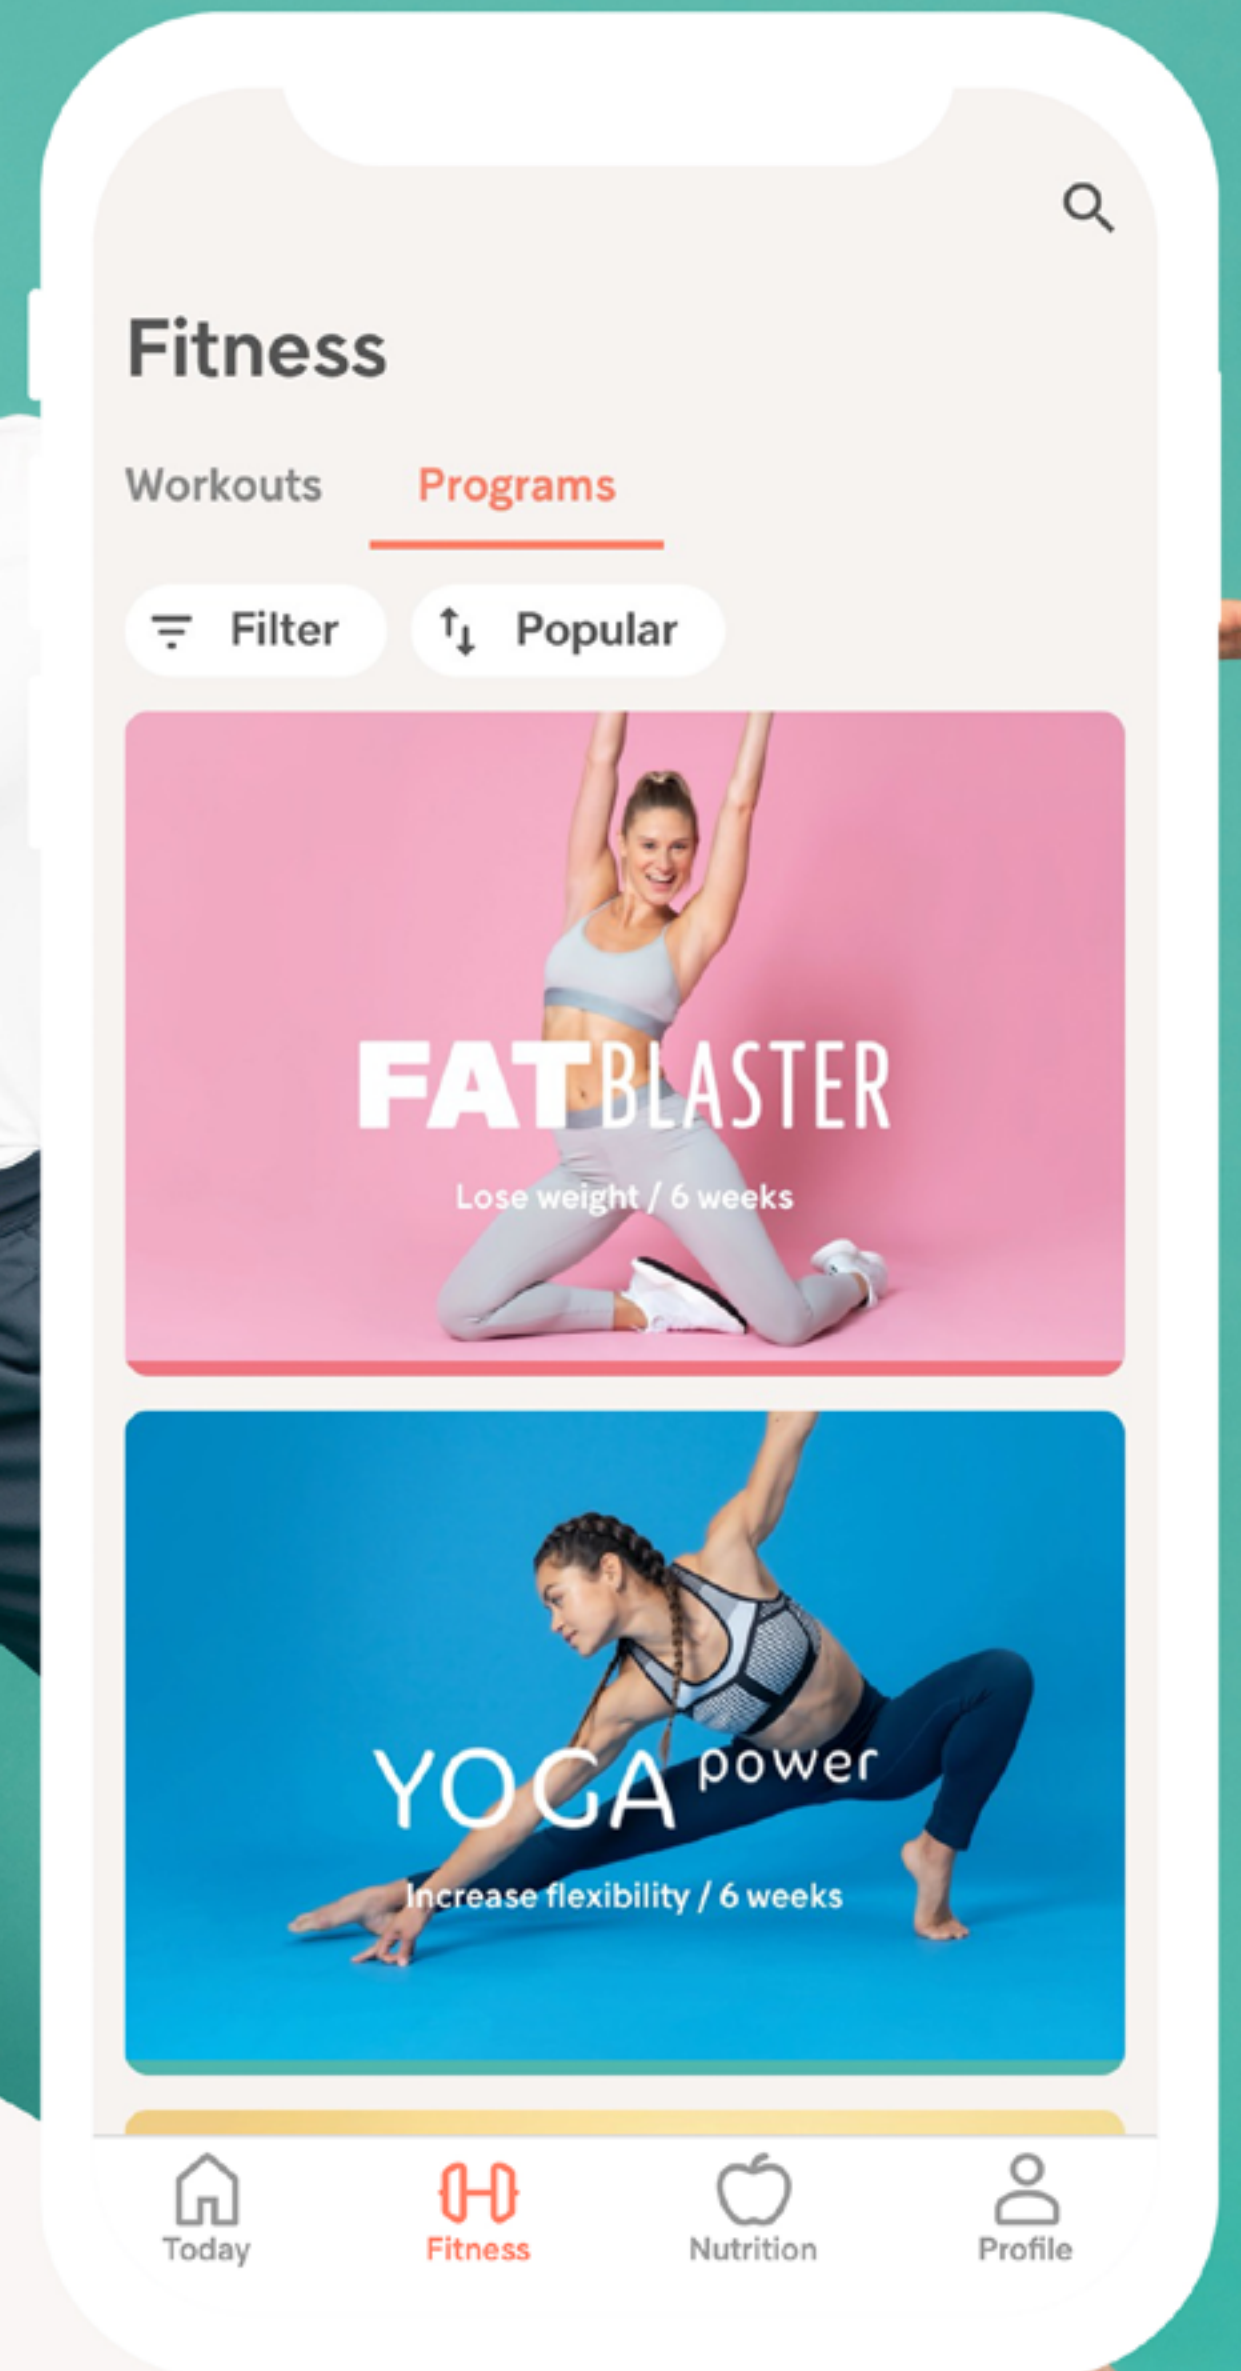 Fitness
Workouts Programs
Filter Popular
FATBLASTER
Lose weight / 6 weeks
YOGA power
Increase flexibility / 6 weeks
Today Fitness Nutrition Profile